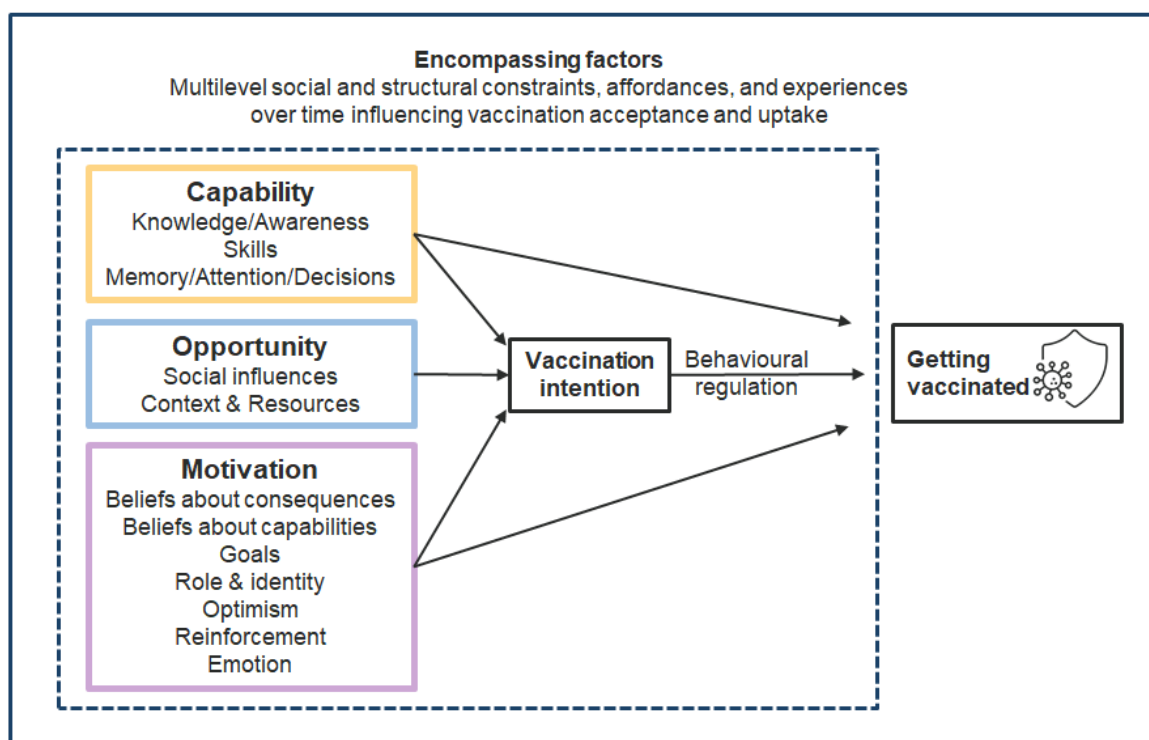 Encompassing factors
Multilevel social and structural constraints, affordances, and experiences
over time influencing vaccination acceptance and uptake
Capability
Knowledge/Awareness
Skills
Memory/Attention/Decisions
Opportunity
Social influences
Context & Resources
Motivation
Beliefs about consequences
Beliefs about capabilities
Goals
Role & identity
Optimism
Reinforcement
Emotion
Vaccination
intention
Behavioural
regulation
Getting
vaccinated